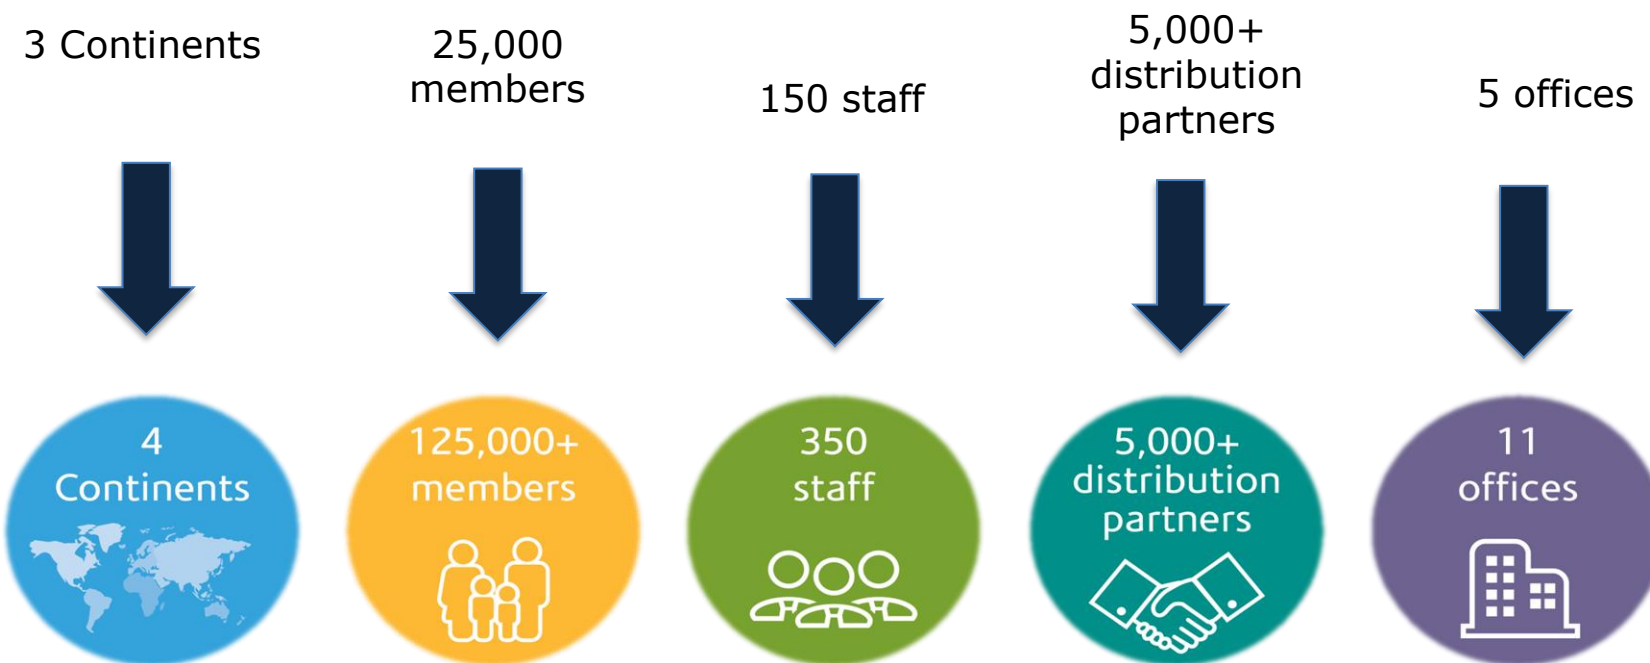 3 Continents
25,000
members
150 staff
5,000+
distribution
partners
5 offices
4
Continents
125,000+
members
350
staff
5,000+
distribution
partners
11
offices